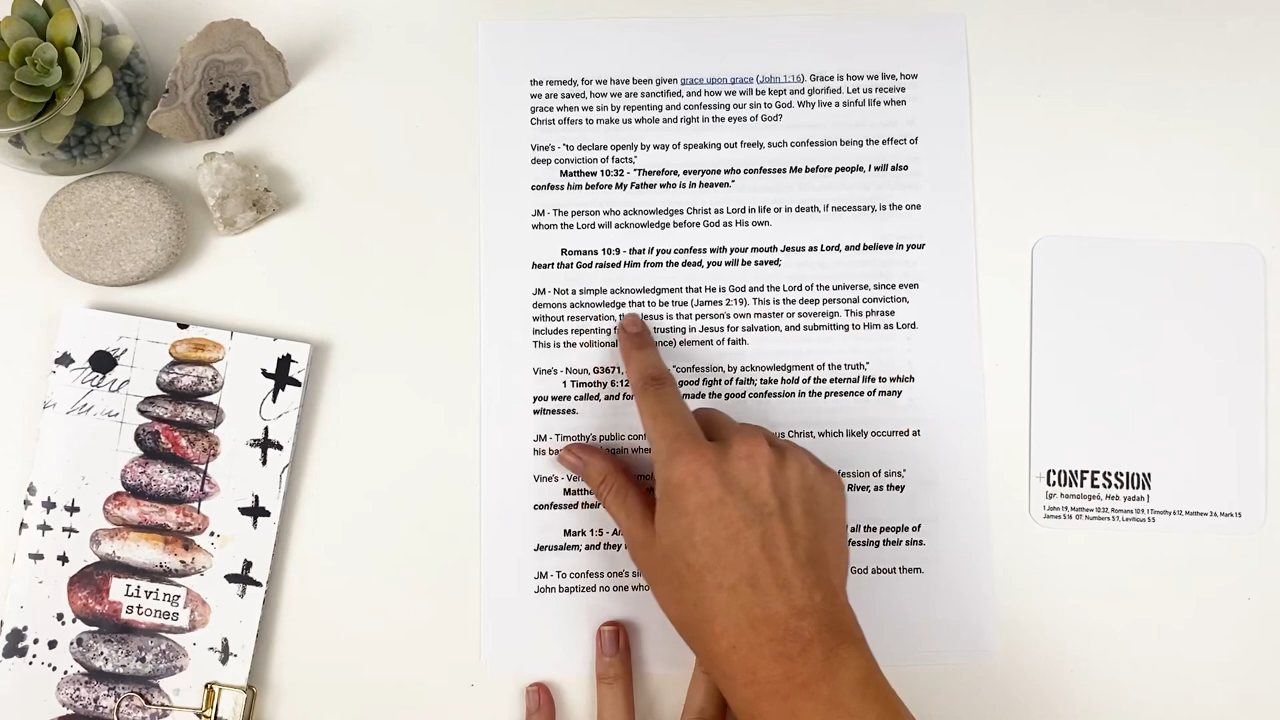 the remedy, for we have been given grace upon grace (John 1:16). Grace is how we live, how
we are saved, how we are sanctified, and how we will be kept and glorified. Let us receive
grace when we sin by repenting and confessing our sin to God. Why live a sinful life when
Christ offers to make us whole and right in the eyes of God?
Vine's - "to declare openly by way of speaking out freely, such confession being the effect of
deep conviction of facts,"
Matthew 10:32 - "Therefore, everyone who confesses Me before people, I will also
confess him before My Father who is in heaven."
JM - The person who acknowledges Christ as Lord in life or in death, if necessary, is the one
whom the Lord will acknowledge before God as His own.
Romans 10:9 - that if you confess with your mouth Jesus as Lord, and believe in your
heart that God raised Him from the dead, you will be saved;
JM - Not a simple acknowledgment that He is God and the Lord of the universe, since even
demons acknowledge that to be true (James 2:19). This is the deep personal conviction,
without reservation, Jesus is that person's own master or sovereign. This phrase
includes repenting trusting in Jesus for salvation, and submitting to Him as Lord.
This is the volitional element of faith.
Vine's - Noun, G3671, "confession, by acknowledgment of the truth,"
1 Timothy 6:12 good fight of faith; take hold of the eternal life to which
you were called, and for made the good confession in the presence of many
witnesses.
JM - Timothy's public Christ, which likely occurred at
his again
Vine's - of sins,"
River, as they
confessed their
Mark 1:5 - all the people of
Jerusalem; and they their sins.
JM - To confess one's God about them.
John baptized no one who
Living
stones
CONFESSION
[gr. homologeó, Heb. yadah ]
1 John 1:9, Matthew 10:32, Romans 10:9, 1 Timothy 6:12, Matthew 3:6, Mark 1:5
James 5:16 OT: Numbers 5:7, Leviticus 5:5